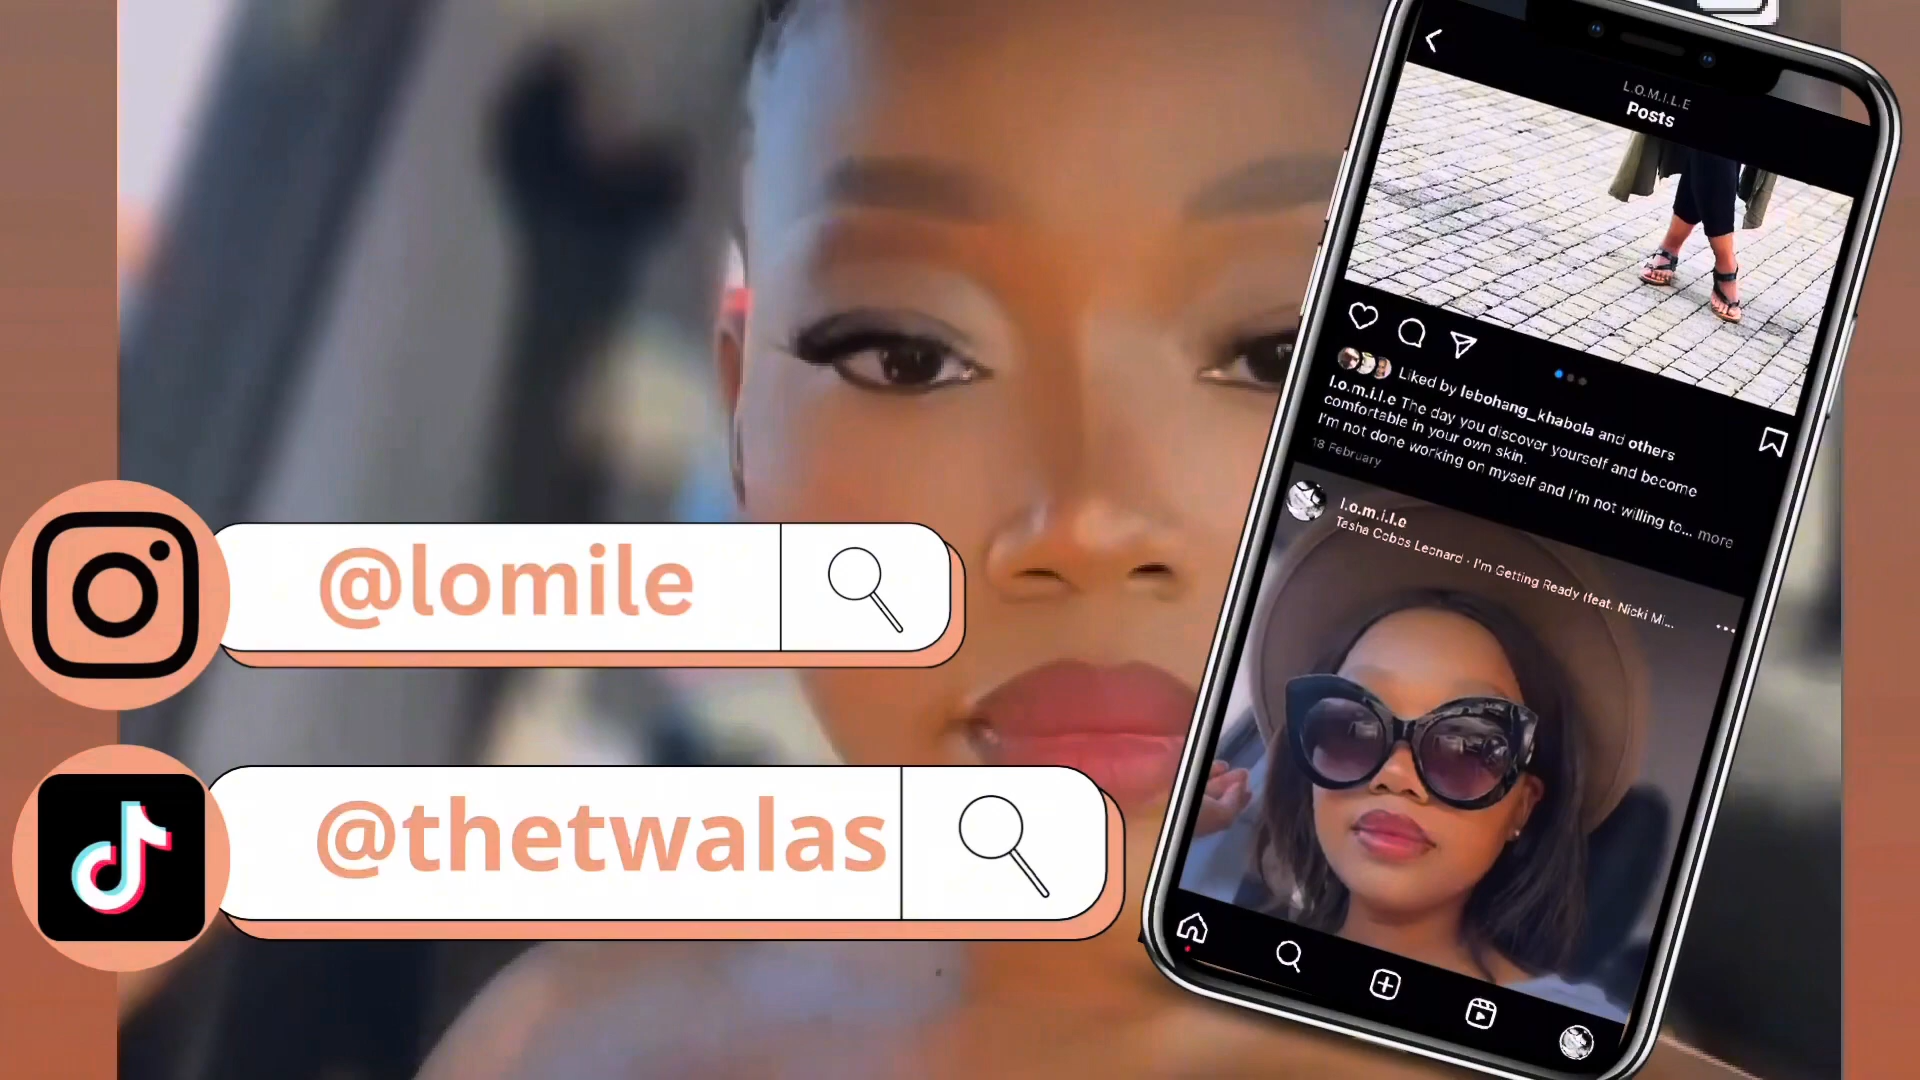 @lomile
@thetwalas
L.O.M.I.L.E
Posts
Liked by lebohang_khabola and others
l.o.m.i.l.e The day you discover yourself and become
comfortable in your own skin.
I'm not done working on myself and I'm not willing to... more
18 February
l.o.m.i.l.e
Tasha Cobbs Leonard · I'm Getting Ready (feat. Nicki Mi...